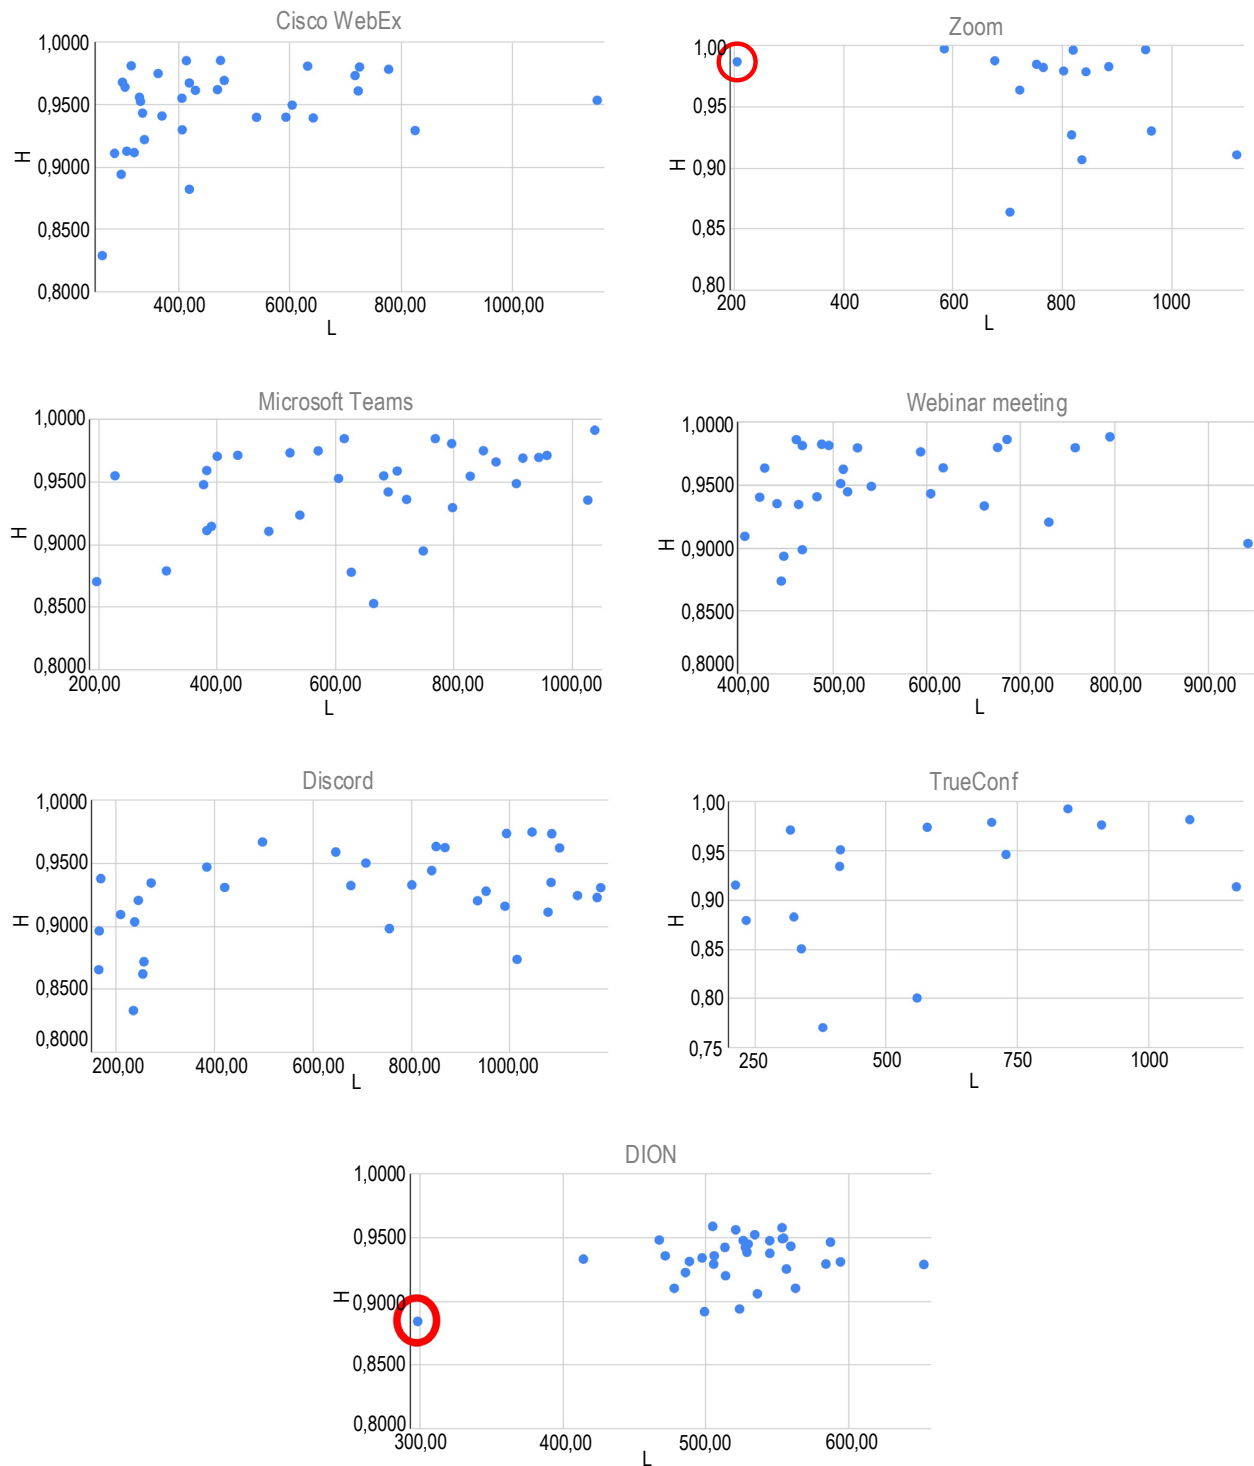 Cisco WebEx
1,0000
0,9500
0,9000
0,8500
0,8000
H
400,00 600,00 800,00 1000,00
L
Zoom
1,00
0,95
0,90
0,85
0,80
H
200 400 600 800 1000
L
Microsoft Teams
1,0000
0,9500
0,9000
0,8500
0,8000
H
200,00 400,00 600,00 800,00 1000,00
L
Webinar meeting
1,0000
0,9500
0,9000
0,8500
0,8000
H
400,00 500,00 600,00 700,00 800,00 900,00
L
Discord
1,0000
0,9500
0,9000
0,8500
0,8000
H
200,00 400,00 600,00 800,00 1000,00
L
TrueConf
1,00
0,95
0,90
0,85
0,80
0,75
H
250 500 750 1000
L
DION
1,0000
0,9500
0,9000
0,8500
0,8000
H
300,00 400,00 500,00 600,00
L